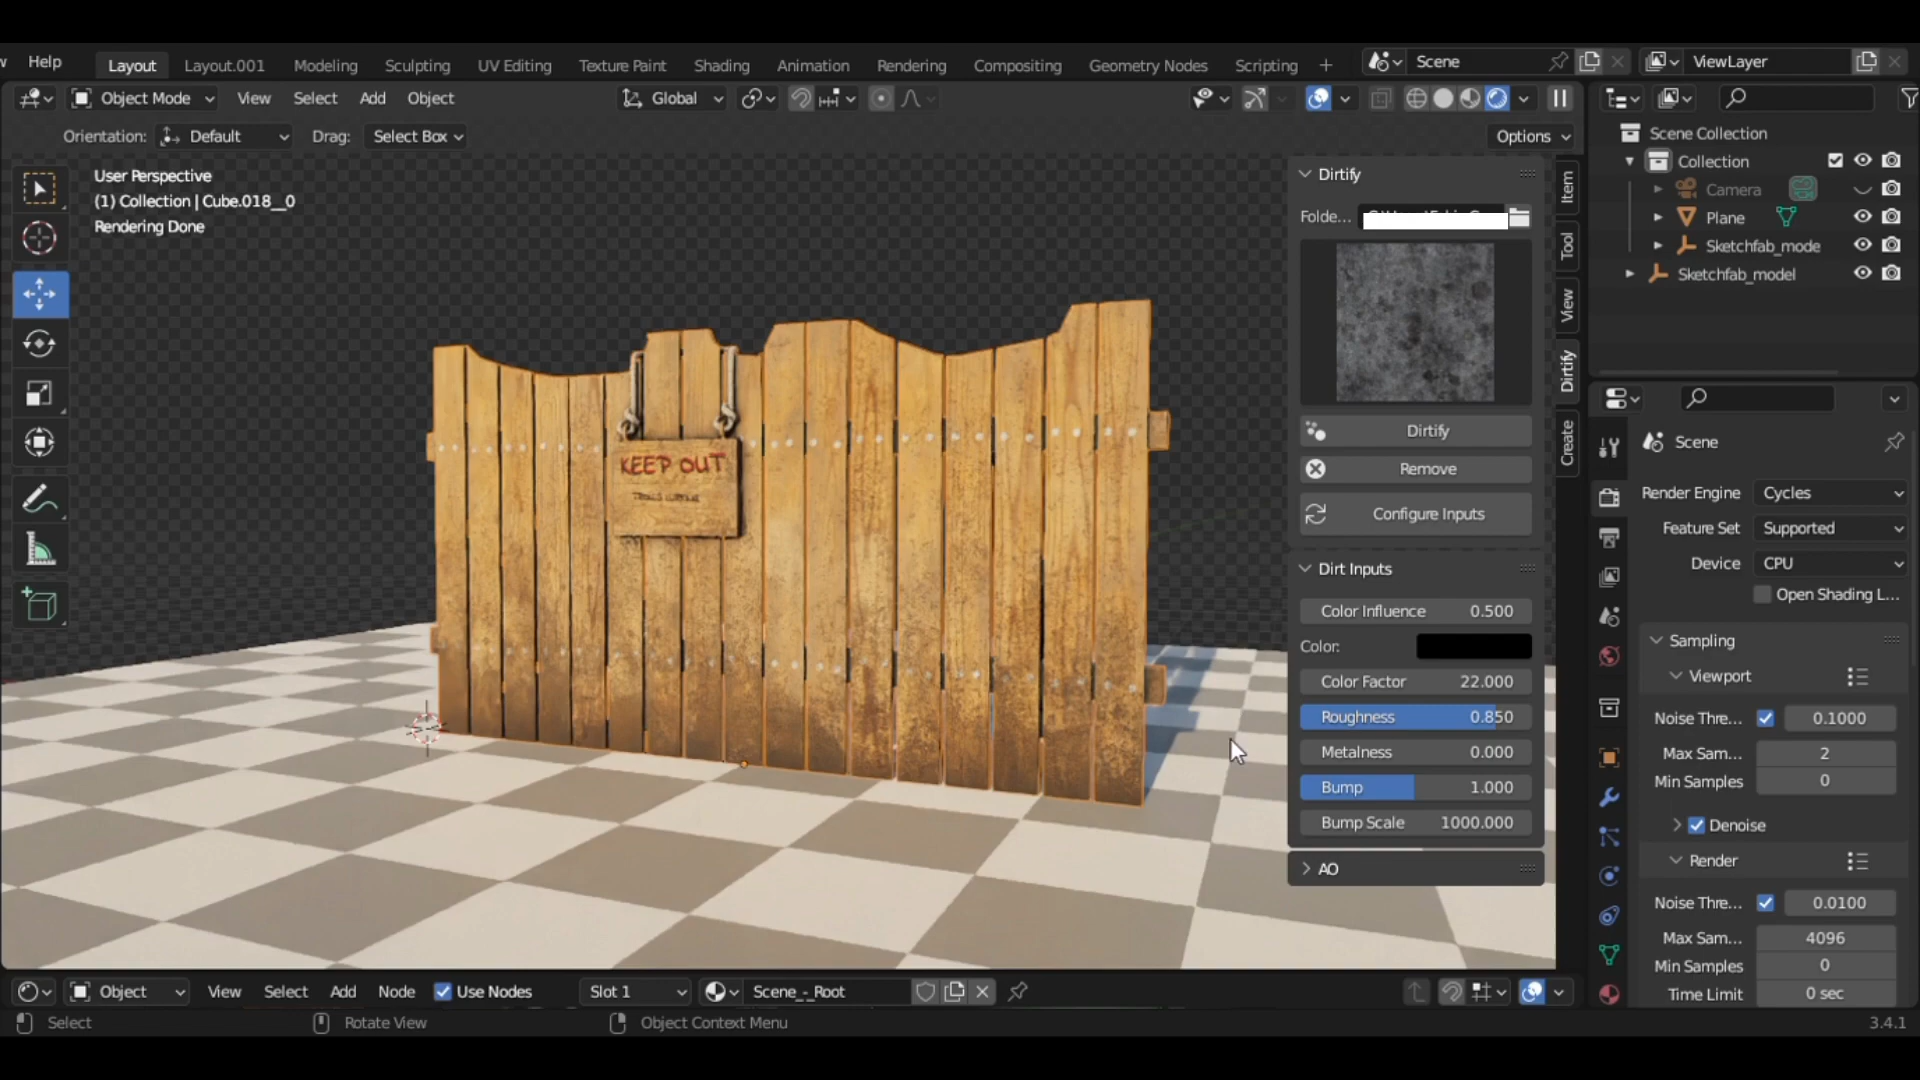 Help
Layout
Layout.001
Modeling
Sculpting
UV Editing
Texture Paint
Shading
Animation
Rendering
Compositing
Geometry Nodes
Scripting
+
Scene
ViewLayer
Object Mode
View
Select
Add
Object
Global
Orientation:
Default
Drag:
Select Box
Options
User Perspective
(1) Collection | Cube.018__0
Rendering Done
KEEP OUT
Dirtify
Folde...
Dirtify
Remove
Configure Inputs
Dirt Inputs
Color Influence 0.500
Color:
Color Factor 22.000
Roughness 0.850
Metalness 0.000
Bump 1.000
Bump Scale 1000.000
AO
Item
Tool
View
Dirtify
Create
Scene Collection
Collection
Camera
Plane
Sketchfab_mode
Sketchfab_model
Scene
Render Engine Cycles
Feature Set Supported
Device CPU
Open Shading L...
Sampling
Viewport
Noise Thre... 0.1000
Max Sam... 2
Min Samples 0
Denoise
Render
Noise Thre... 0.0100
Max Sam... 4096
Min Samples 0
Time Limit 0 sec
Object
View
Select
Add
Node
Use Nodes
Slot 1
Scene_-_Root
Select
Rotate View
Object Context Menu
3.4.1